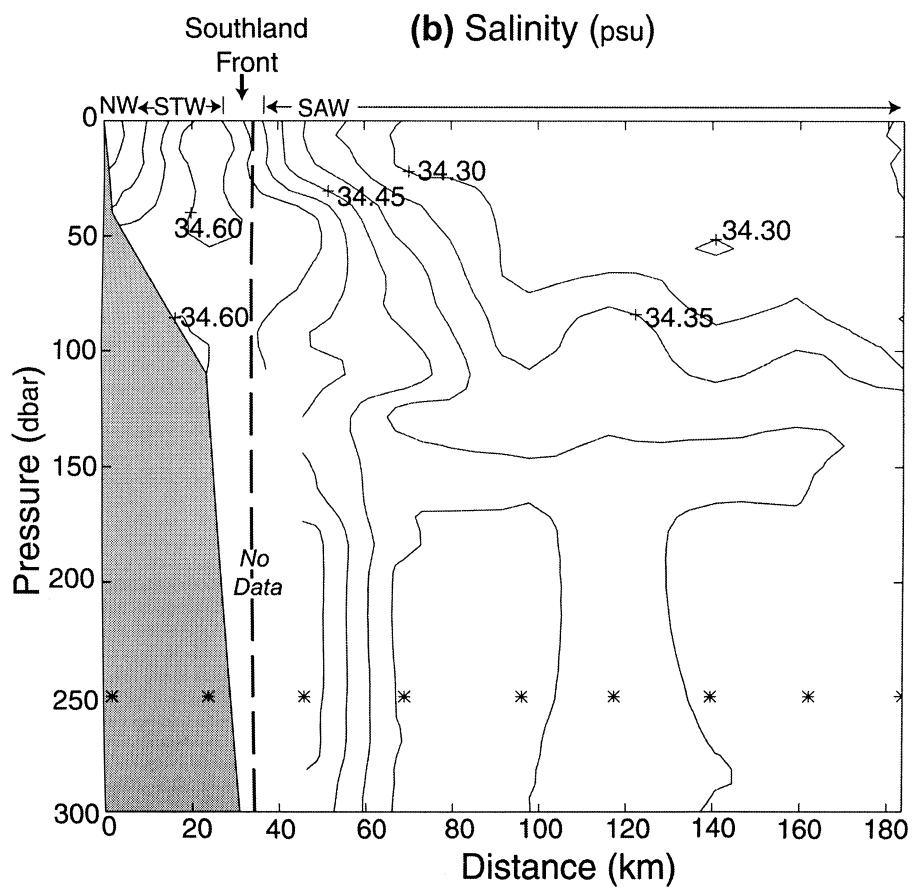 Southland
Front
(b) Salinity (psu)
NW STW SAW
0
34.30
34.45
34.60
34.30
50
34.60
34.35
100
150
No
Data
200
250
300
Pressure (dbar)
0 20 40 60 80 100 120 140 160 180
Distance (km)